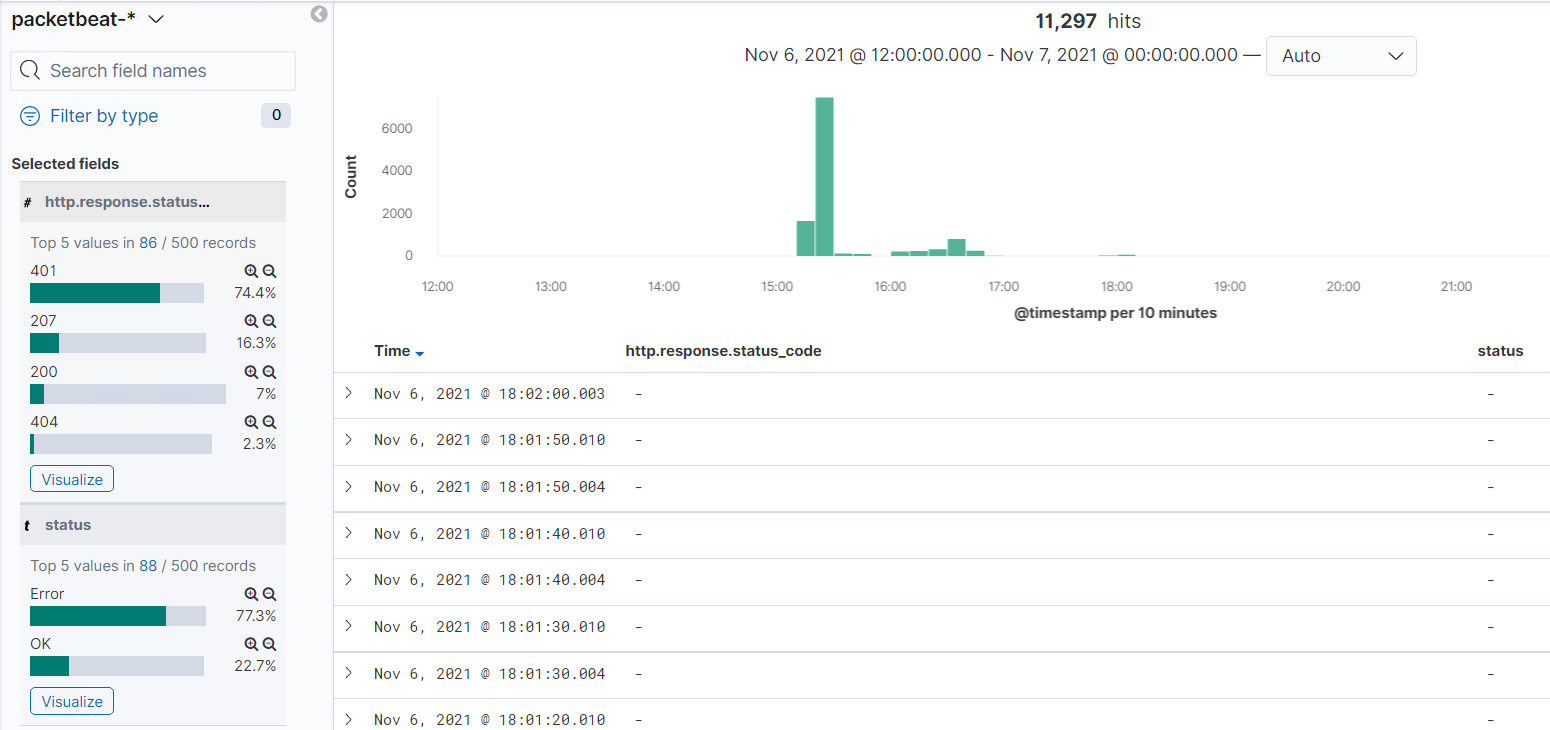 packetbeat-*
Search field names
Filter by type 0
Selected fields
# http.response.status...
Top 5 values in 86 / 500 records
401
74.4%
207
16.3%
200
7%
404
2.3%
Visualize
t status
Top 5 values in 88 / 500 records
Error
77.3%
OK
22.7%
Visualize
11,297 hits
Nov 6, 2021 @ 12:00:00.000 - Nov 7, 2021 @ 00:00:00.000 — Auto
Count
6000
4000
2000
0
12:00 13:00 14:00 15:00 16:00 17:00 18:00 19:00 20:00 21:00
@timestamp per 10 minutes
Time http.response.status_code status
Nov 6, 2021 @ 18:02:00.003 - -
Nov 6, 2021 @ 18:01:50.010 - -
Nov 6, 2021 @ 18:01:50.004 - -
Nov 6, 2021 @ 18:01:40.010 - -
Nov 6, 2021 @ 18:01:40.004 - -
Nov 6, 2021 @ 18:01:30.010 - -
Nov 6, 2021 @ 18:01:30.004 - -
Nov 6, 2021 @ 18:01:20.010 - -